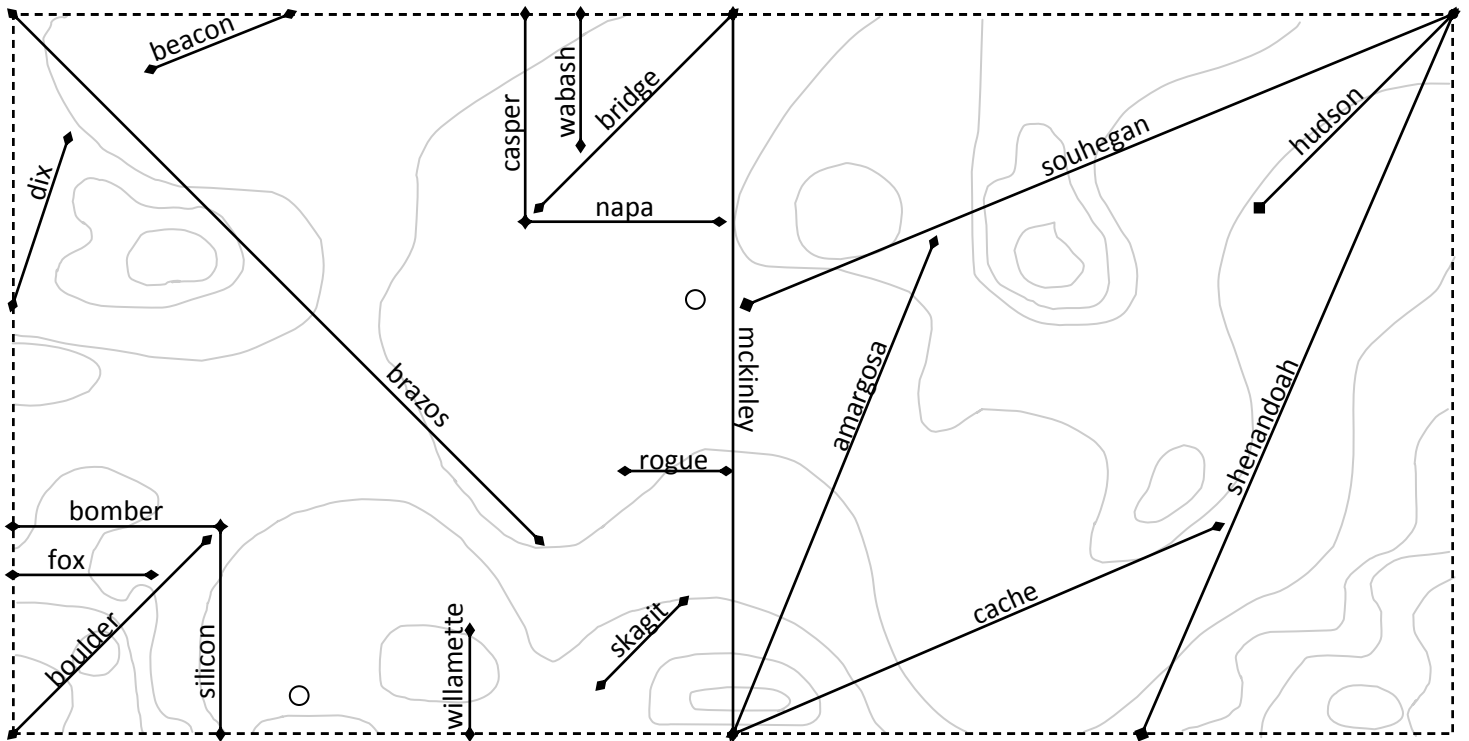 beacon
casper
wabash
bridge
souhegan
hudson
dix
napa
mckinley
amargosa
brazos
shenandoah
rogue
bomber
fox
boulder
silicon
willamette
skagit
cache